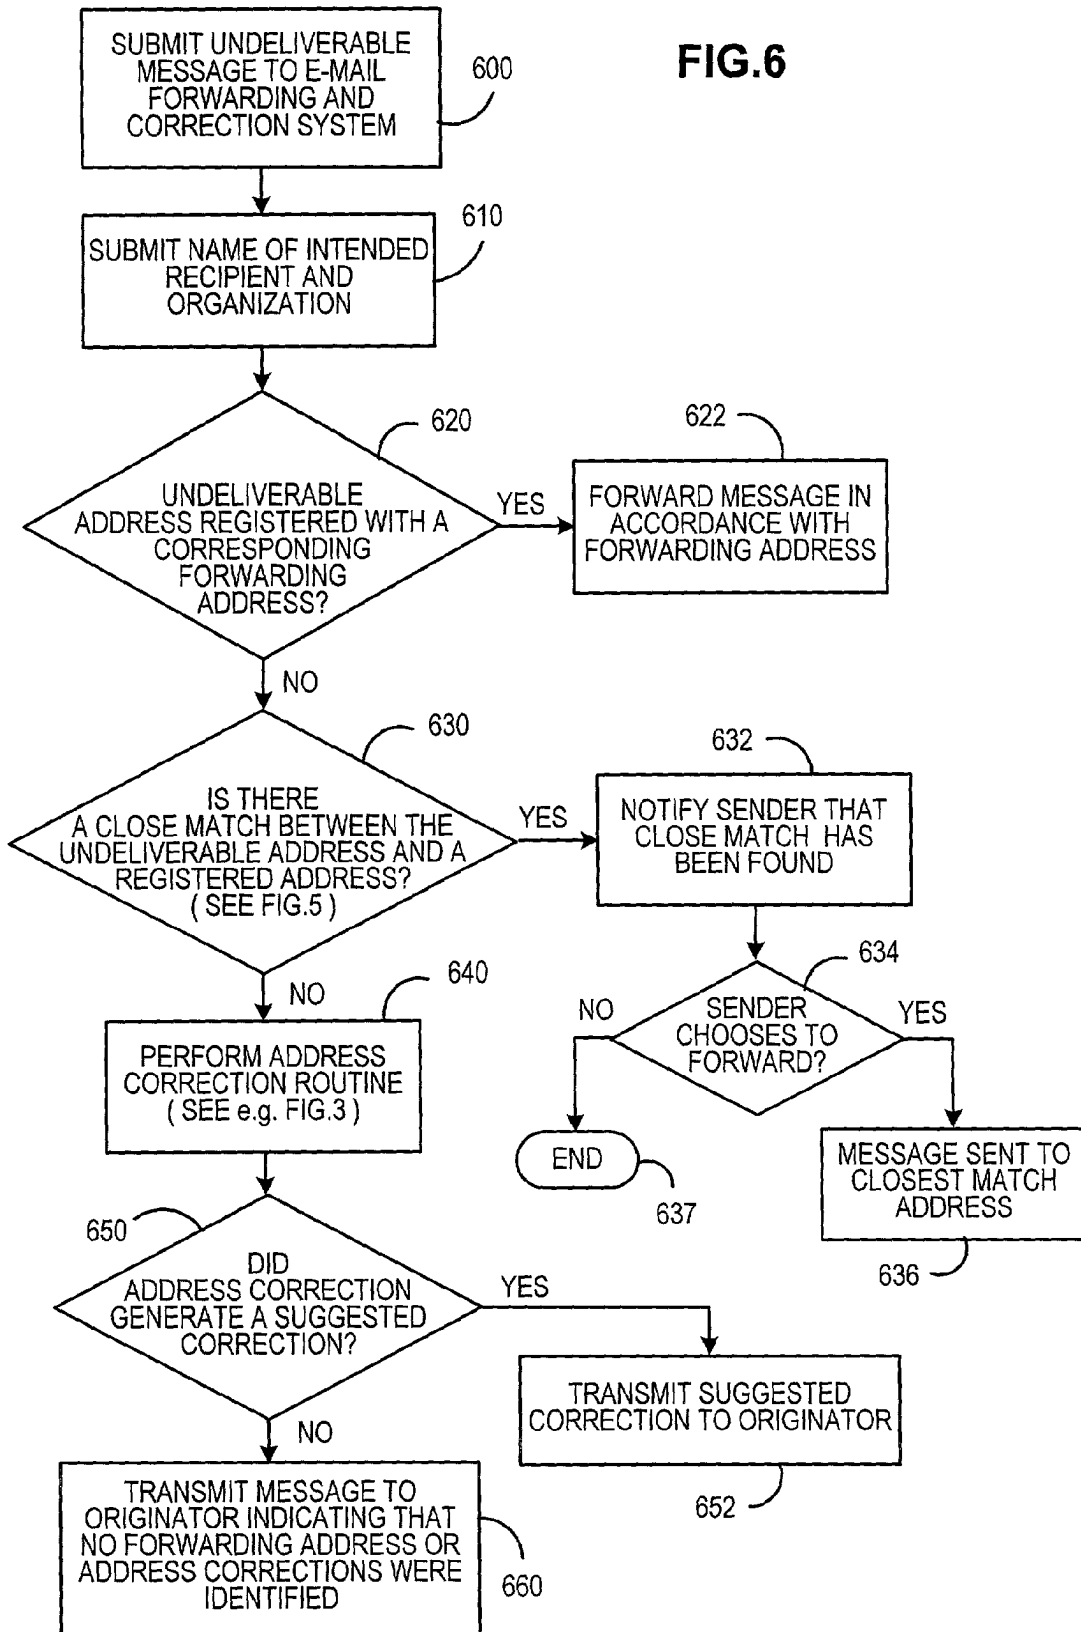 FIG.6
SUBMIT UNDELIVERABLE
MESSAGE TO E-MAIL
FORWARDING AND
CORRECTION SYSTEM
600
SUBMIT NAME OF INTENDED
RECIPIENT AND
ORGANIZATION
610
620
UNDELIVERABLE
ADDRESS REGISTERED WITH A
CORRESPONDING
FORWARDING
ADDRESS?
YES
622
FORWARD MESSAGE IN
ACCORDANCE WITH
FORWARDING ADDRESS
NO
630
IS THERE
A CLOSE MATCH BETWEEN THE
UNDELIVERABLE ADDRESS AND A
REGISTERED ADDRESS?
( SEE FIG.5 )
YES
632
NOTIFY SENDER THAT
CLOSE MATCH HAS
BEEN FOUND
634
SENDER
CHOOSES TO
FORWARD?
NO
YES
END
637
MESSAGE SENT TO
CLOSEST MATCH
ADDRESS
636
NO
640
PERFORM ADDRESS
CORRECTION ROUTINE
( SEE e.g. FIG.3 )
650
DID
ADDRESS CORRECTION
GENERATE A SUGGESTED
CORRECTION?
YES
TRANSMIT SUGGESTED
CORRECTION TO ORIGINATOR
652
NO
TRANSMIT MESSAGE TO
ORIGINATOR INDICATING THAT
NO FORWARDING ADDRESS OR
ADDRESS CORRECTIONS WERE
IDENTIFIED
660